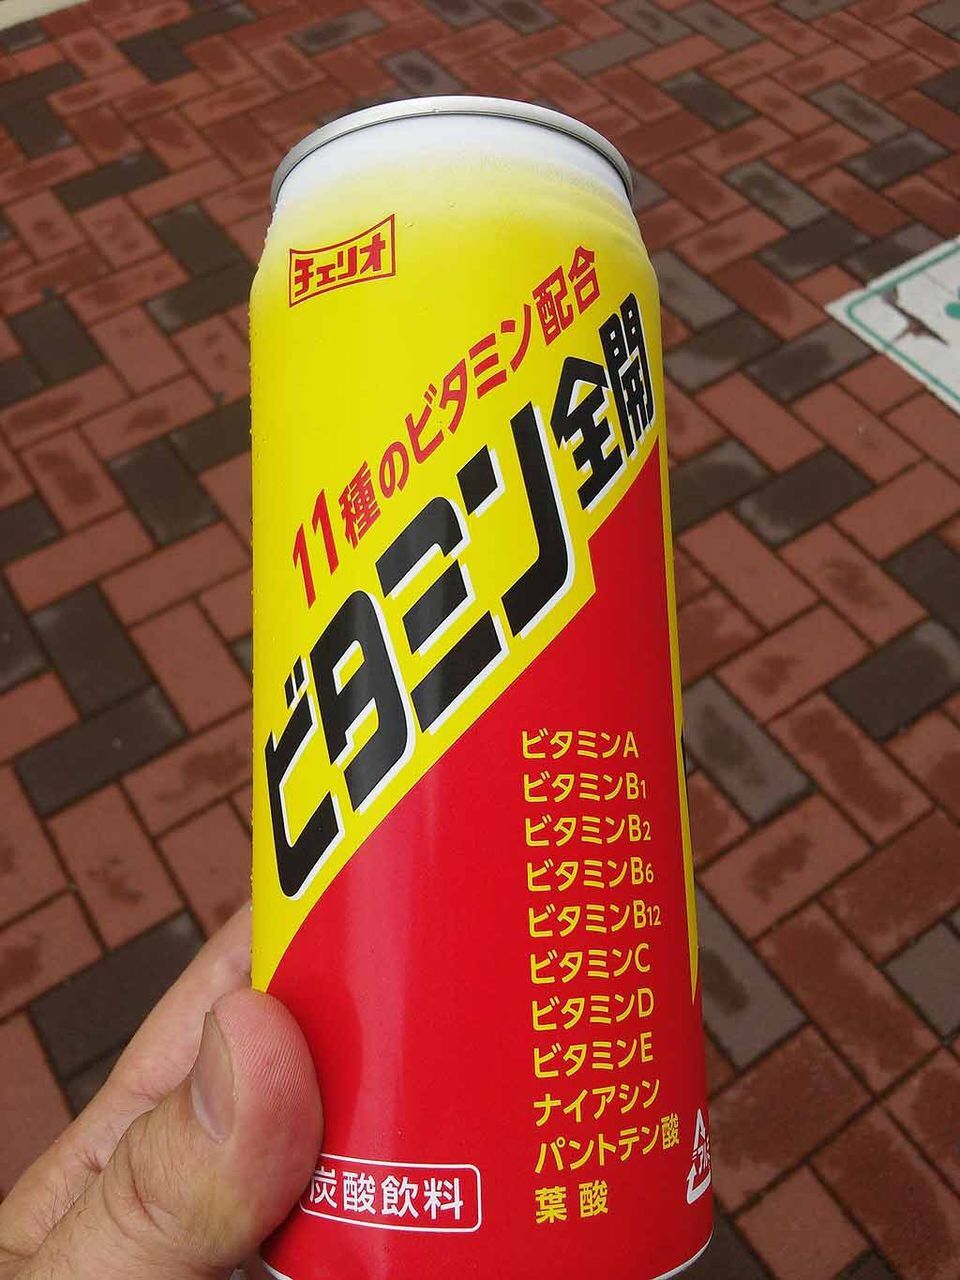 チェリオ
11種のビタミン配合
ビタミン全開
ビタミンA
ビタミンB1
ビタミンB2
ビタミンB6
ビタミンB12
ビタミンC
ビタミンD
ビタミンE
ナイアシン
パントテン酸
葉酸
炭酸飲料